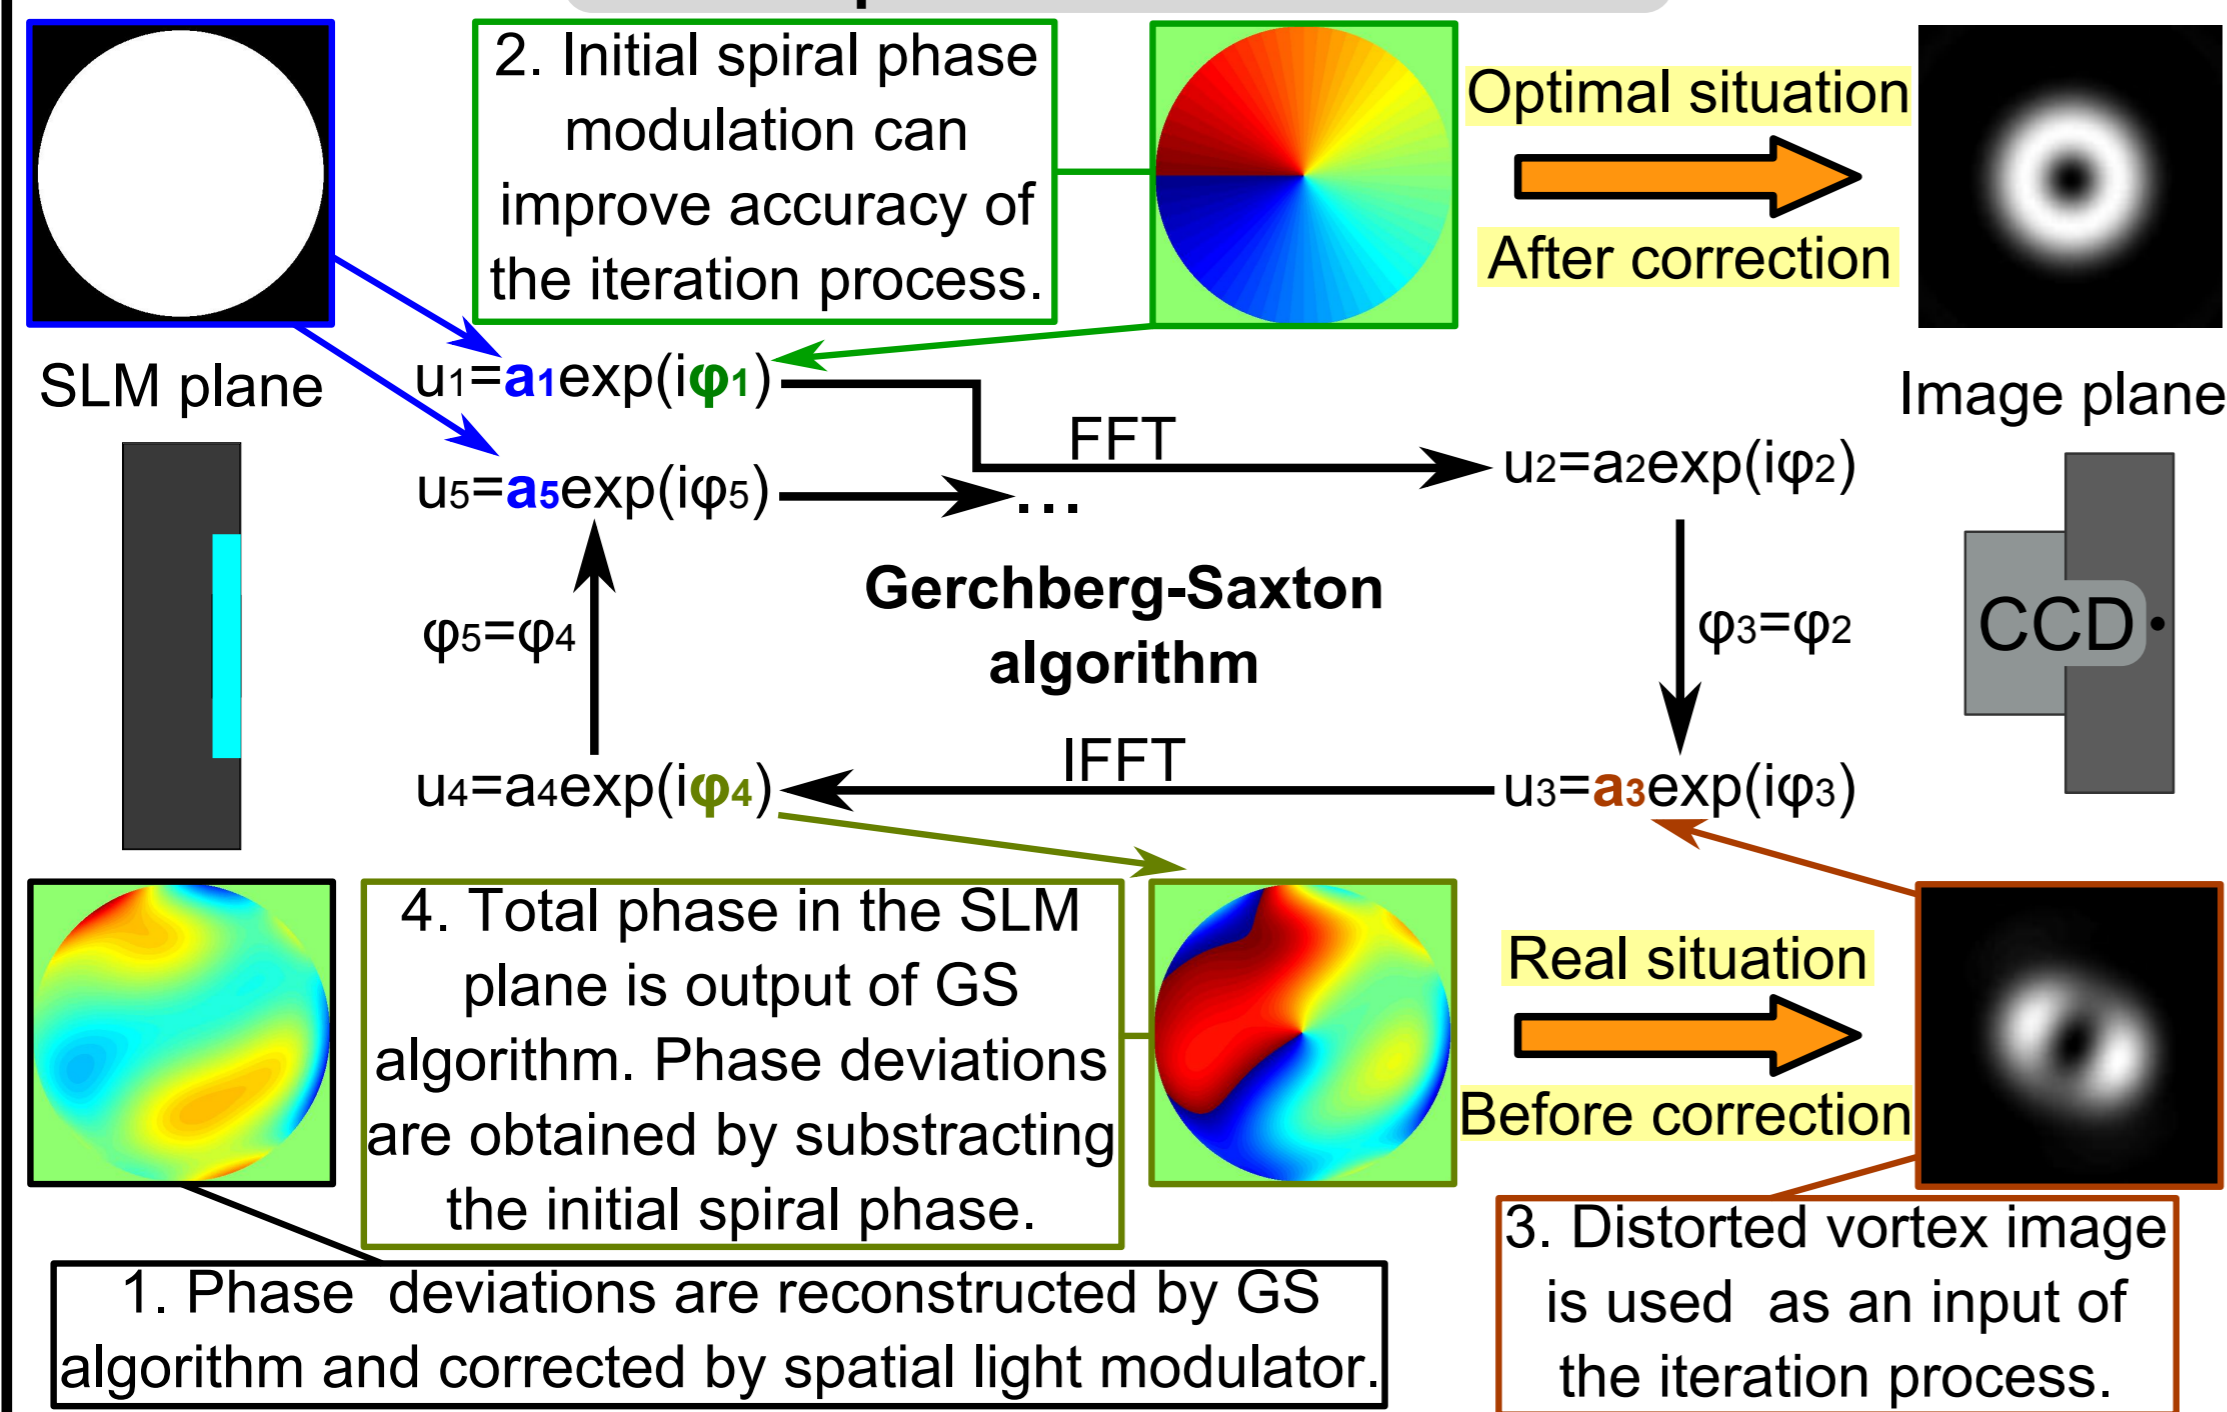 2. Initial spiral phase
modulation can
improve accuracy of
the iteration process.
Optimal situation
After correction
SLM plane
u1=a1exp(iφ1)
Image plane
FFT
u2=a2exp(iφ2)
u5=a5exp(iφ5)
...
Gerchberg-Saxton
algorithm
φ5=φ4
φ3=φ2
CCD
IFFT
u4=a4exp(iφ4)
u3=a3exp(iφ3)
4. Total phase in the SLM
plane is output of GS
algorithm. Phase deviations
are obtained by substracting
the initial spiral phase.
Real situation
Before correction
1. Phase  deviations are reconstructed by GS
algorithm and corrected by spatial light modulator.
3. Distorted vortex image
is used  as an input of
the iteration process.